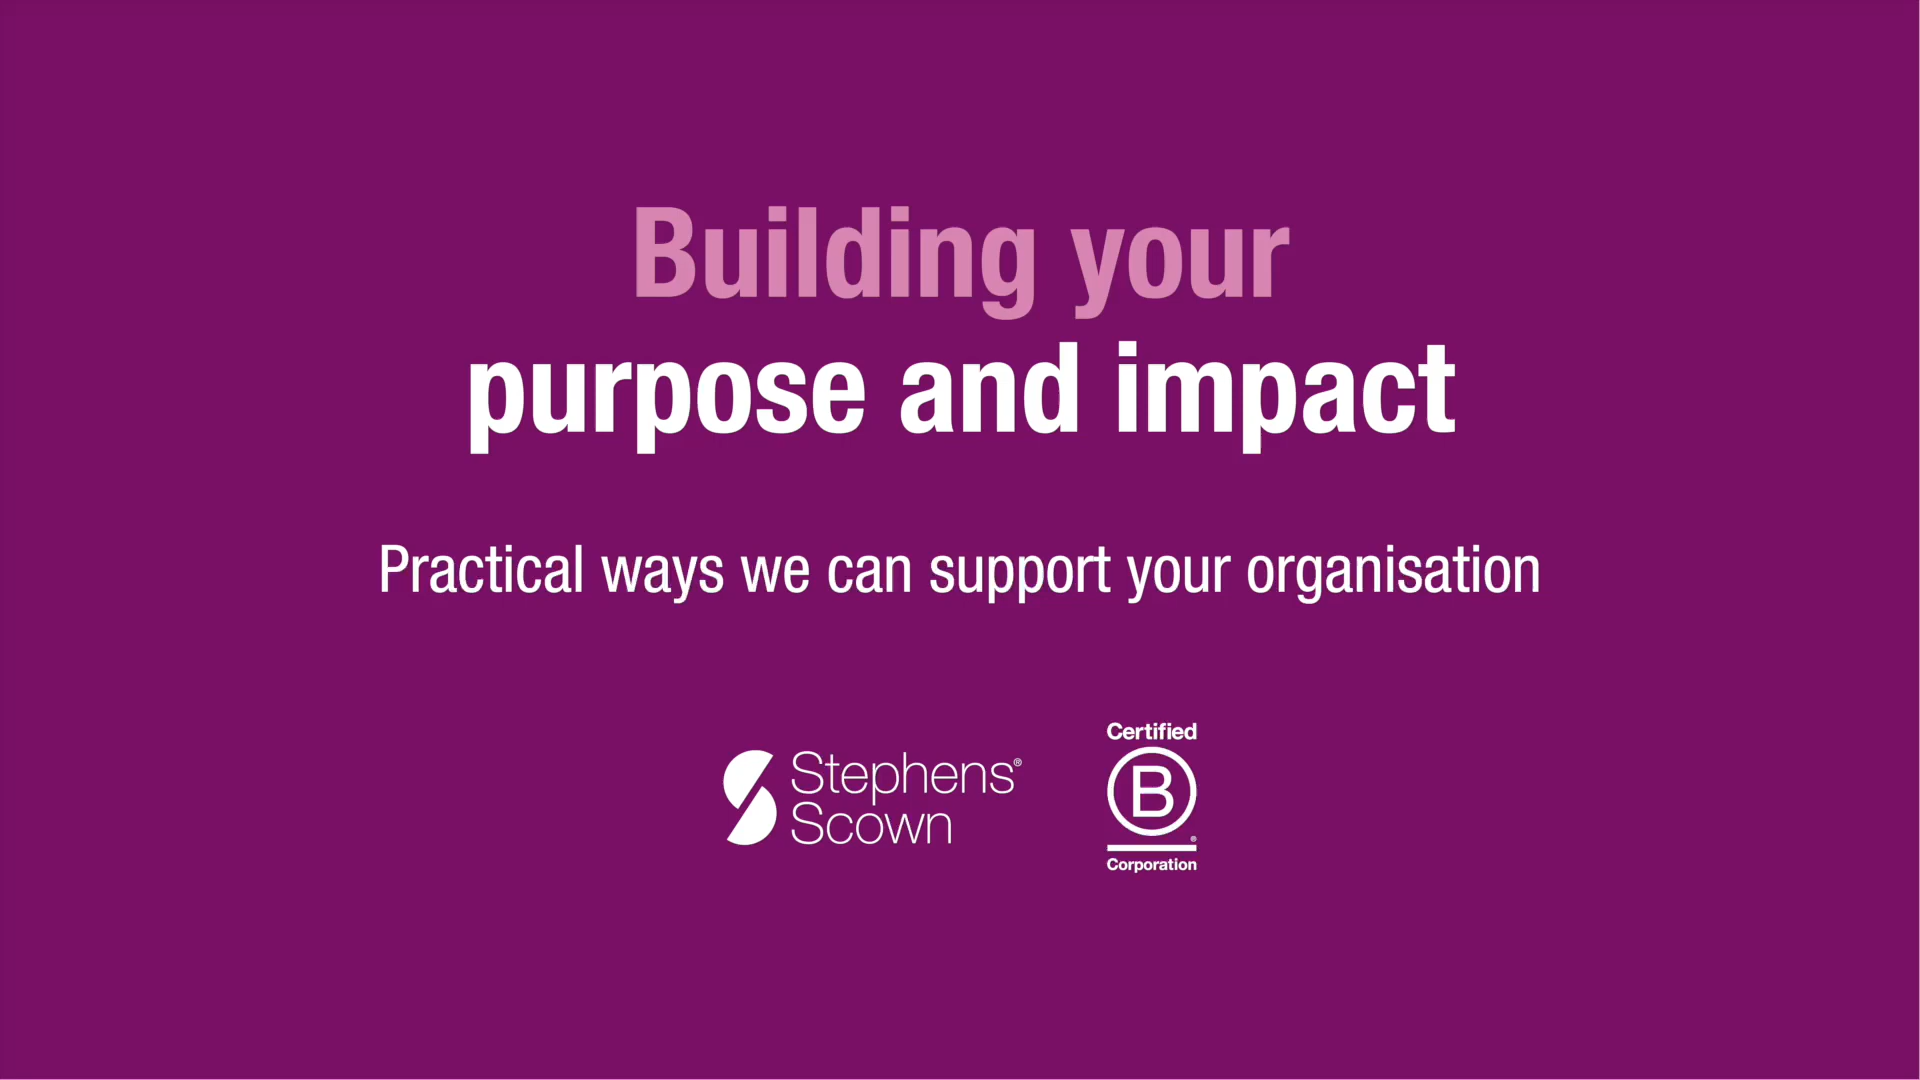 Building your
purpose and impact
Practical ways we can support your organisation
Stephens®
Scown
Certified
B
®
Corporation